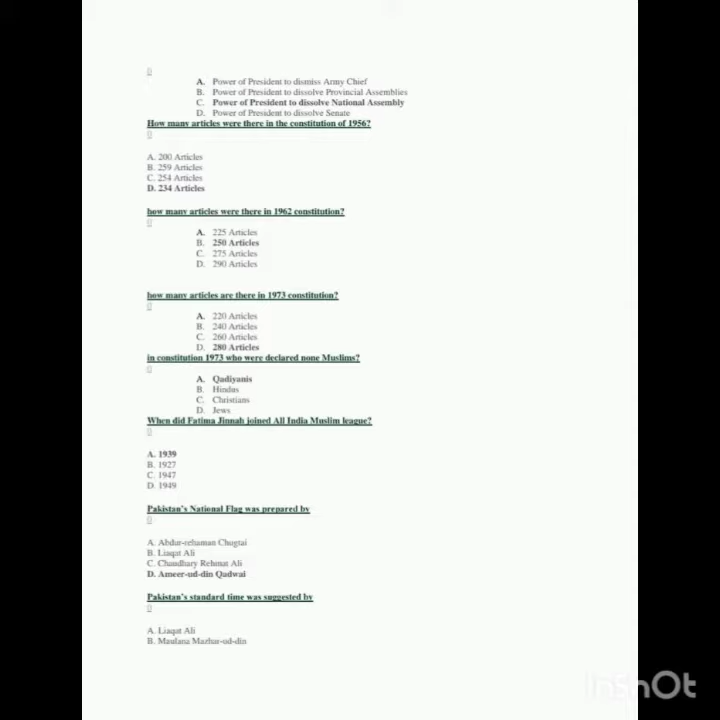 A. Power of President to dismiss Army Chief
B. Power of President to dissolve Provincial Assemblies
C. Power of President to dissolve National Assembly
D. Power of President to dissolve Senate
How many articles were there in the constitution of 1956?
A. 200 Articles
B. 259 Articles
C. 254 Articles
D. 234 Articles
how many articles were there in 1962 constitution?
A. 225 Articles
B. 250 Articles
C. 275 Articles
D. 290 Articles
how many articles are there in 1973 constitution?
A. 220 Articles
B. 240 Articles
C. 260 Articles
D. 280 Articles
in constitution 1973 who were declared none Muslims?
A. Qadiyanis
B. Hindus
C. Christians
D. Jews
When did Fatima Jinnah joined All India Muslim league?
A. 1939
B. 1927
C. 1947
D. 1949
Pakistan's National Flag was prepared by
A. Abdur-rehaman Chugtai
B. Liaqat Ali
C. Chaudhary Rehmat Ali
D. Ameer-ud-din Qadwai
Pakistan's standard time was suggested by
A. Liaqat Ali
B. Maulana Mazhar-ud-din
InShOt